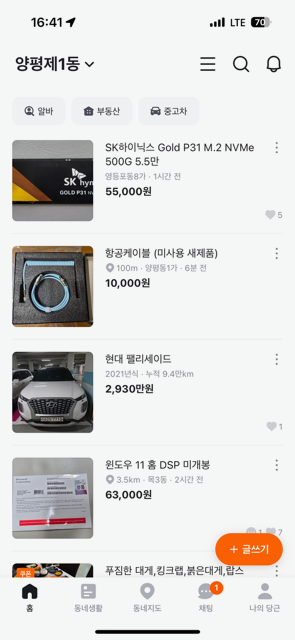 16:41
LTE 70
양평제1동
알바
부동산
중고차
SK하이닉스 Gold P31 M.2 NVMe
500G 5.5만
영등포동8가 · 1시간 전
55,000원
5
SK hyn
GOLD P31 NV
항공케이블 (미사용 새제품)
100m · 양평동1가 · 6분 전
10,000원
현대 팰리세이드
2021년식 · 누적 9.4만km
2,930만원
1
윈도우 11 홈 DSP 미개봉
3.5km · 목3동 · 2시간 전
63,000원
1 7
+ 글쓰기
쿠폰
푸짐한 대게,킹크랩,붉은대게,랍스
홈
동네생활
동네지도
채팅
1
나의 당근